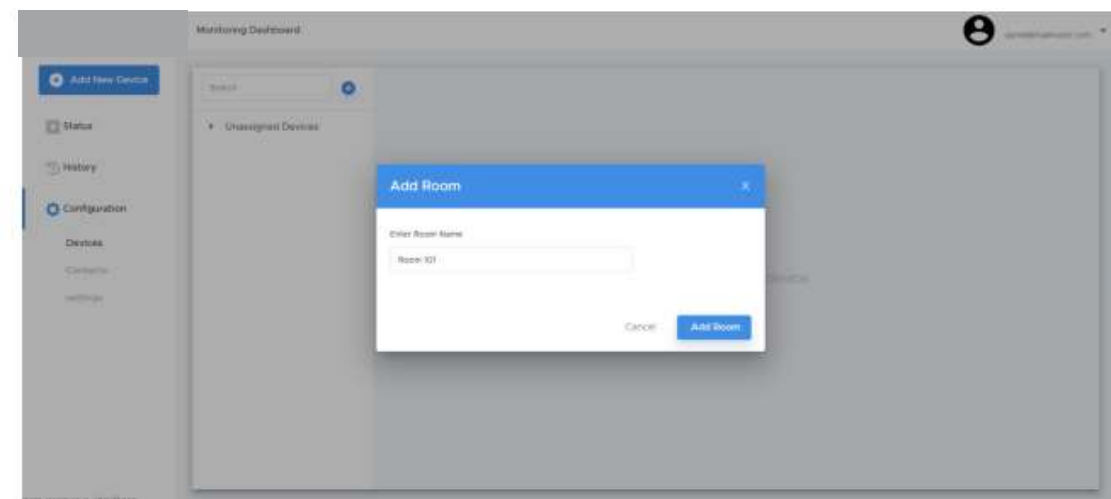 Monitoring Dashboard
Add New Device
Search
Status
Unassigned Devices
History
Add Room
X
Configuration
Enter Room Name
Devices
Room 101
Contacts
settings
Cancel
Add Room